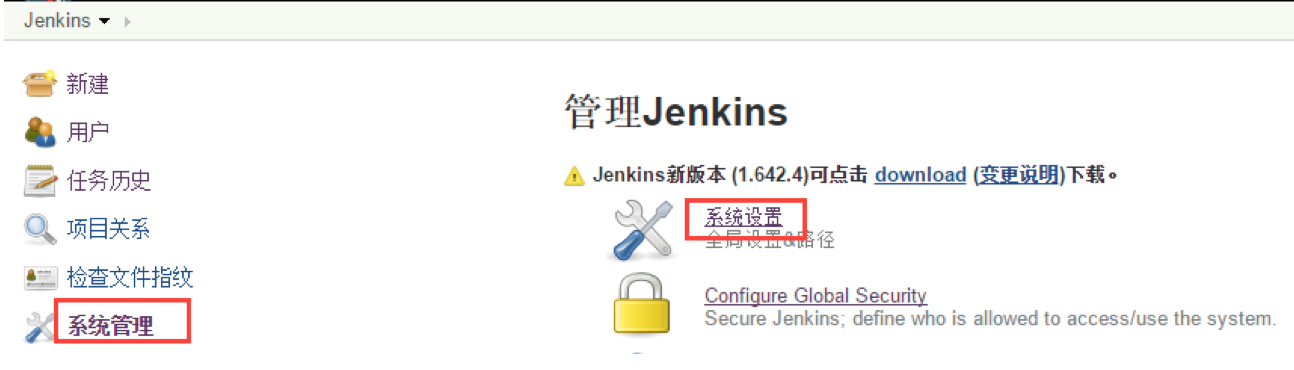 Jenkins
新建
用户
任务历史
项目关系
检查文件指纹
系统管理
管理Jenkins
Jenkins新版本 (1.642.4)可点击 download (变更说明)下载。
系统设置
全局设置&路径
Configure Global Security
Secure Jenkins; define who is allowed to access/use the system.